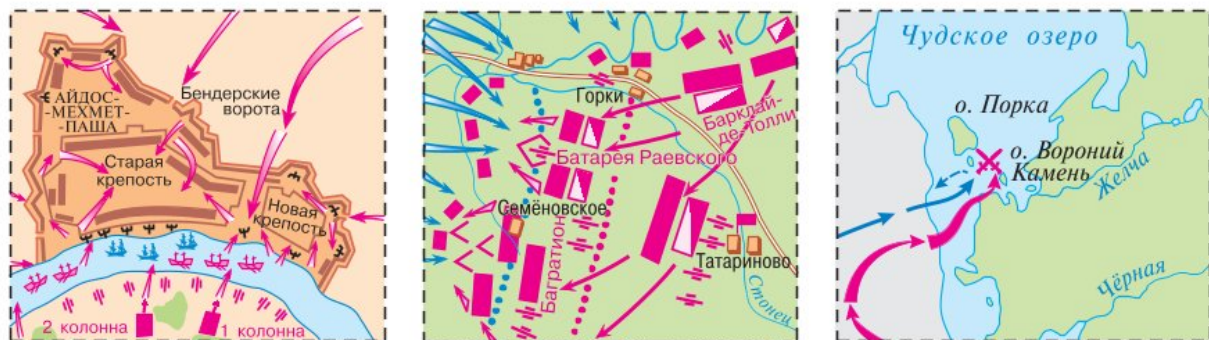 Бендерские
ворота
АЙДОС-
-МЕХМЕТ-
ПАША
Старая
крепость
Новая
крепость
2 колонна
1 колонна
Горки
Барклай-
де-Толли
Батарея Раевского
Семёновское
Багратион
Татариново
Стонец
Чудское озеро
о. Порка
о. Вороний
Камень
Желча
Чёрная